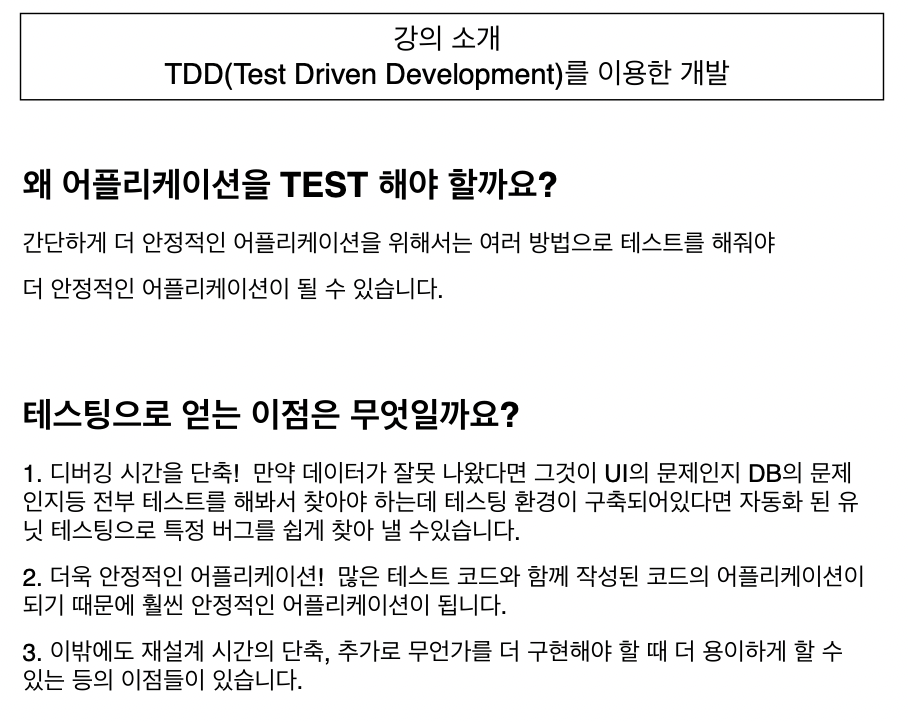 강의 소개
TDD(Test Driven Development)를 이용한 개발
왜 어플리케이션을 TEST 해야 할까요?
간단하게 더 안정적인 어플리케이션을 위해서는 여러 방법으로 테스트를 해줘야
더 안정적인 어플리케이션이 될 수 있습니다.
테스팅으로 얻는 이점은 무엇일까요?
1. 디버깅 시간을 단축!  만약 데이터가 잘못 나왔다면 그것이 UI의 문제인지 DB의 문제
인지등 전부 테스트를 해봐서 찾아야 하는데 테스팅 환경이 구축되어있다면 자동화 된 유
닛 테스팅으로 특정 버그를 쉽게 찾아 낼 수있습니다.
2. 더욱 안정적인 어플리케이션!  많은 테스트 코드와 함께 작성된 코드의 어플리케이션이
되기 때문에 훨씬 안정적인 어플리케이션이 됩니다.
3. 이밖에도 재설계 시간의 단축, 추가로 무언가를 더 구현해야 할 때 더 용이하게 할 수
있는 등의 이점들이 있습니다.